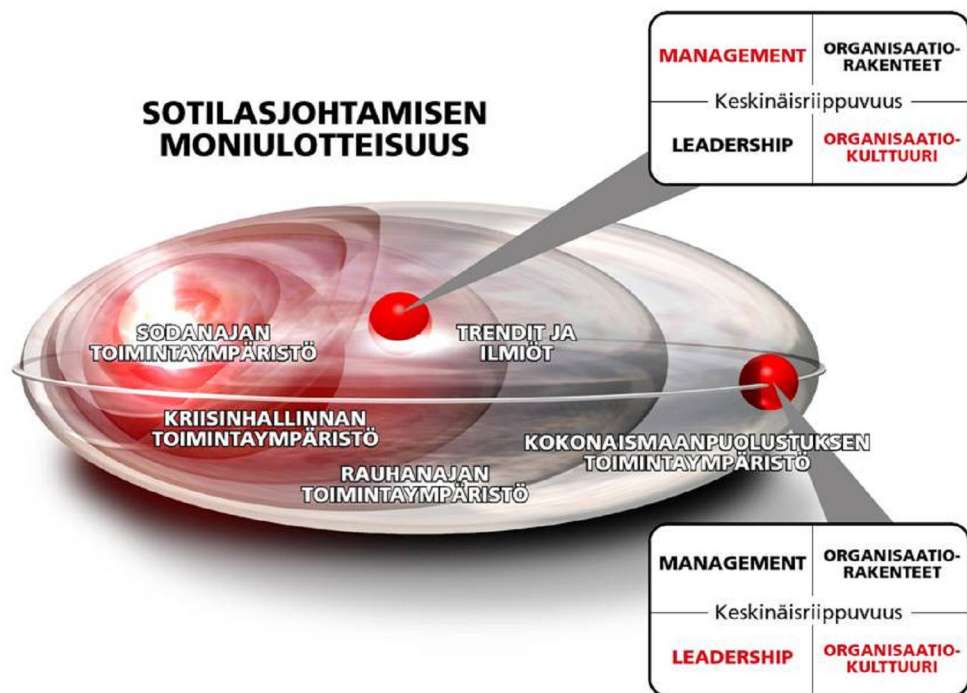 SOTILASJOHTAMISEN
MONIULOTTEISUUS
MANAGEMENT
ORGANISAATIO-
RAKENTEET
Keskinäisriippuvuus
LEADERSHIP
ORGANISAATIO-
KULTTUURI
SODANAJAN
TOIMINTAYMPÄRISTÖ
TRENDIT JA
ILMIÖT
KRIISINHALLINNAN
TOIMINTAYMPÄRISTÖ
RAUHANAJAN
TOIMINTAYMPÄRISTÖ
KOKONAISMAANPUOLUSTUKSEN
TOIMINTAYMPÄRISTÖ
MANAGEMENT
ORGANISAATIO-
RAKENTEET
Keskinäisriippuvuus
LEADERSHIP
ORGANISAATIO-
KULTTUURI